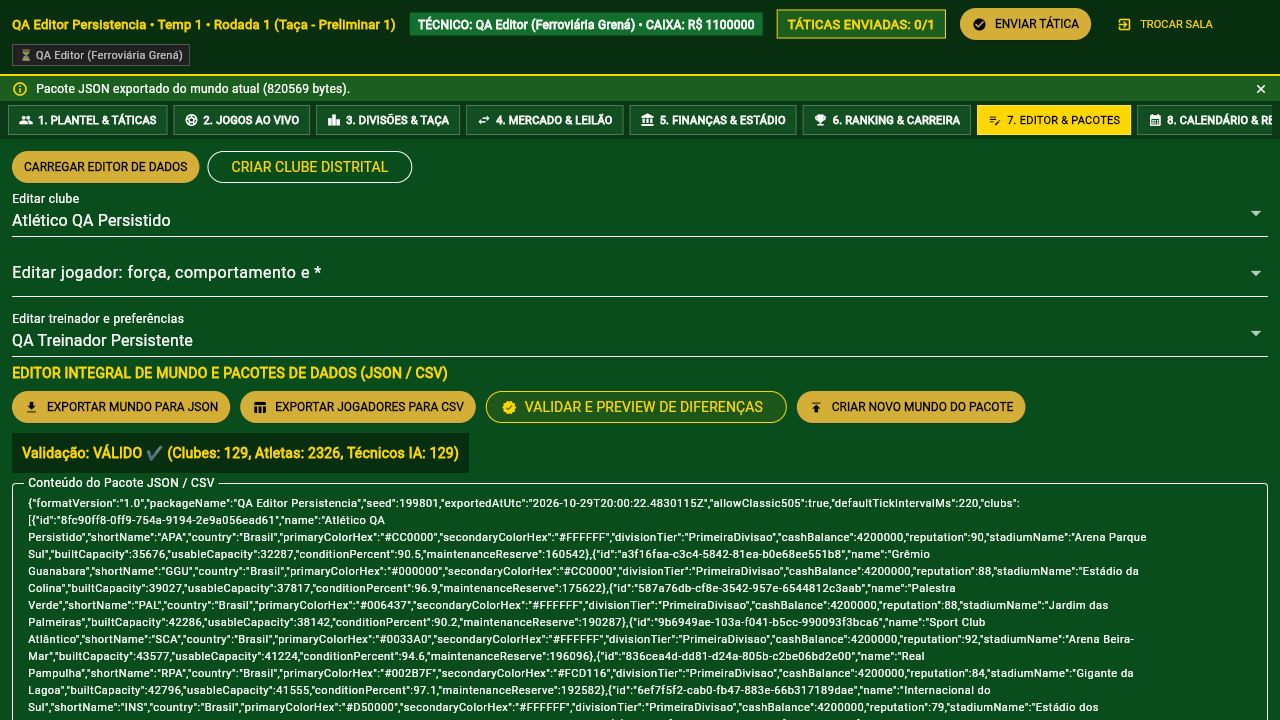 QA Editor Persistencia • Temp 1 • Rodada 1 (Taça - Preliminar 1)
TÉCNICO: QA Editor (Ferroviária Grená) • CAIXA: R$ 1100000
TÁTICAS ENVIADAS: 0/1
ENVIAR TÁTICA
TROCAR SALA
⏳ QA Editor (Ferroviária Grená)
Pacote JSON exportado do mundo atual (820569 bytes).
1. PLANTEL & TÁTICAS
2. JOGOS AO VIVO
3. DIVISÕES & TAÇA
4. MERCADO & LEILÃO
5. FINANÇAS & ESTÁDIO
6. RANKING & CARREIRA
7. EDITOR & PACOTES
8. CALENDÁRIO & RE
CARREGAR EDITOR DE DADOS
CRIAR CLUBE DISTRITAL
Editar clube
Atlético QA Persistido
Editar jogador: força, comportamento e *
Editar treinador e preferências
QA Treinador Persistente
EDITOR INTEGRAL DE MUNDO E PACOTES DE DADOS (JSON / CSV)
EXPORTAR MUNDO PARA JSON
EXPORTAR JOGADORES PARA CSV
VALIDAR E PREVIEW DE DIFERENÇAS
CRIAR NOVO MUNDO DO PACOTE
Validação: VÁLIDO ✔ (Clubes: 129, Atletas: 2326, Técnicos IA: 129)
Conteúdo do Pacote JSON / CSV
{"formatVersion":"1.0","packageName":"QA Editor Persistencia","seed":199801,"exportedAtUtc":"2026-10-29T20:00:22.4830115Z","allowClassic505":true,"defaultTickIntervalMs":220,"clubs":
[{"id":"8fc90ff8-0ff9-754a-9194-2e9a056ead61","name":"Atlético QA
Persistido","shortName":"APA","country":"Brasil","primaryColorHex":"#CC0000","secondaryColorHex":"#FFFFFF","divisionTier":"PrimeiraDivisao","cashBalance":4200000,"reputation":90,"stadiumName":"Arena Parque
Sul","builtCapacity":35676,"usableCapacity":32287,"conditionPercent":90.5,"maintenanceReserve":160542},{"id":"a3f16faa-c3c4-5842-81ea-b0e68ee551b8","name":"Grêmio
Guanabara","shortName":"GGU","country":"Brasil","primaryColorHex":"#000000","secondaryColorHex":"#CC0000","divisionTier":"PrimeiraDivisao","cashBalance":4200000,"reputation":88,"stadiumName":"Estádio da
Colina","builtCapacity":39027,"usableCapacity":37817,"conditionPercent":96.9,"maintenanceReserve":175622},{"id":"587a76db-cf8e-3542-957e-6544812c3aab","name":"Palestra
Verde","shortName":"PAL","country":"Brasil","primaryColorHex":"#006437","secondaryColorHex":"#FFFFFF","divisionTier":"PrimeiraDivisao","cashBalance":4200000,"reputation":88,"stadiumName":"Jardim das
Palmeiras","builtCapacity":42286,"usableCapacity":38142,"conditionPercent":90.2,"maintenanceReserve":190287},{"id":"9b6949ae-103a-f041-b5cc-990093f3bca6","name":"Sport Club
Atlântico","shortName":"SCA","country":"Brasil","primaryColorHex":"#0033A0","secondaryColorHex":"#FFFFFF","divisionTier":"PrimeiraDivisao","cashBalance":4200000,"reputation":92,"stadiumName":"Arena Beira-
Mar","builtCapacity":43577,"usableCapacity":41224,"conditionPercent":94.6,"maintenanceReserve":196096},{"id":"836cea4d-dd81-d24a-805b-c2be06bd2e00","name":"Real
Pampulha","shortName":"RPA","country":"Brasil","primaryColorHex":"#002B7F","secondaryColorHex":"#FCD116","divisionTier":"PrimeiraDivisao","cashBalance":4200000,"reputation":84,"stadiumName":"Gigante da
Lagoa","builtCapacity":42796,"usableCapacity":41555,"conditionPercent":97.1,"maintenanceReserve":192582},{"id":"6ef7f5f2-cab0-fb47-883e-66b317189dae","name":"Internacional do
Sul","shortName":"INS","country":"Brasil","primaryColorHex":"#D50000","secondaryColorHex":"#FFFFFF","divisionTier":"PrimeiraDivisao","cashBalance":4200000,"reputation":79,"stadiumName":"Estádio dos